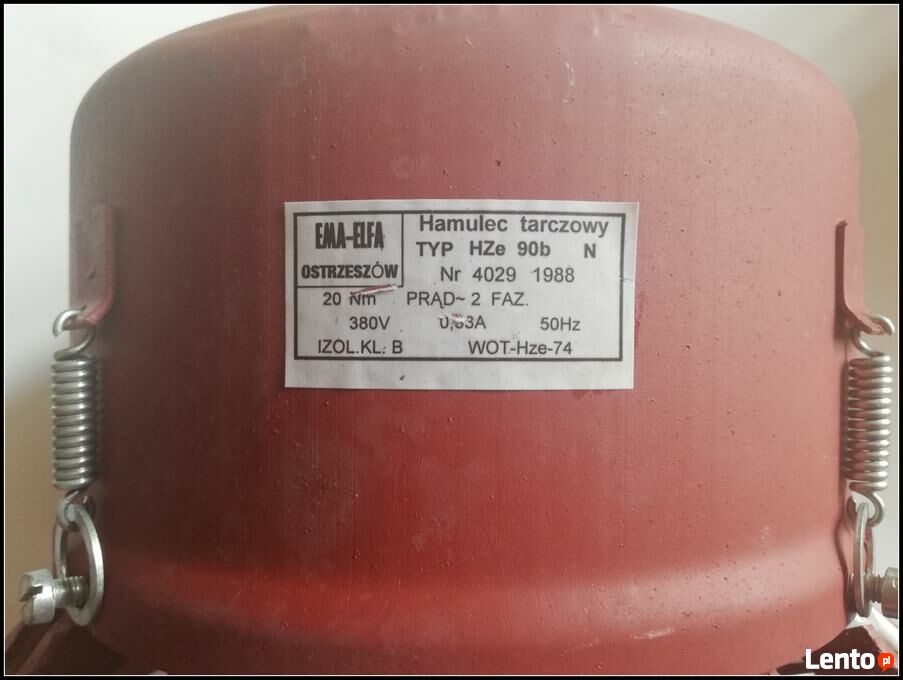 EMA-ELFA
OSTRZESZÓW
Hamulec tarczowy
TYP HZe 90b N
Nr 4029 1988
20 Nm PRĄD~ 2 FAZ.
380V 50Hz
IZOL.KL. B WOT-Hze-74
Lento.pl